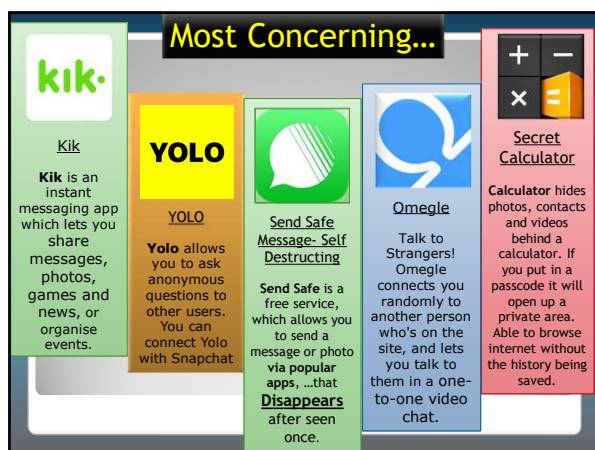 Most Concerning…
kik·
Kik
Kik is an
instant
messaging app
which lets you
share
messages,
photos,
games and
news, or
organise
events.
YOLO
YOLO
Yolo allows
you to ask
anonymous
questions to
other users.
You can
connect Yolo
with Snapchat
Send Safe
Message- Self
Destructing
Send Safe is a
free service,
which allows you
to send a
message or photo
via popular
apps, …that
Disappears
after seen
once.
Omegle
Talk to
Strangers!
Omegle
connects you
randomly to
another person
who's on the
site, and lets
you talk to
them in a one-
to-one video
chat.
+ −
× =
Secret
Calculator
Calculator hides
photos, contacts
and videos
behind a
calculator. If
you put in a
passcode it will
open up a
private area.
Able to browse
internet without
the history being
saved.